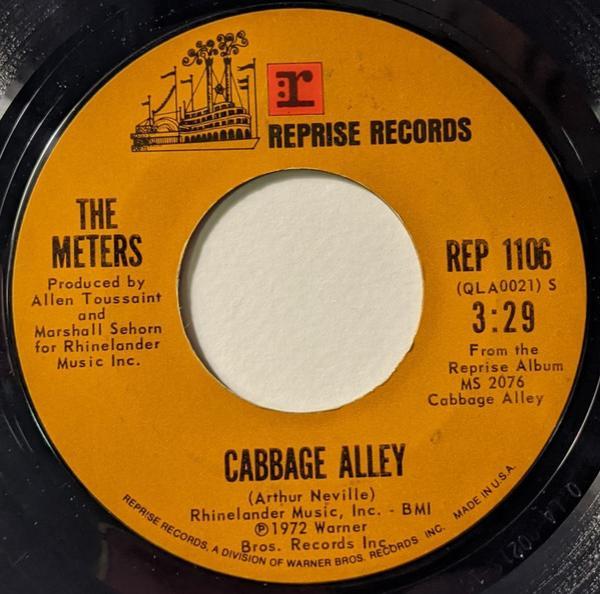 r
REPRISE RECORDS
THE
METERS
Produced by
Allen Toussaint
and
Marshall Sehorn
for Rhinelander
Music Inc.
REP 1106
(QLA0021) S
3:29
From the
Reprise Album
MS 2076
Cabbage Alley
CABBAGE ALLEY
(Arthur Neville)
Rhinelander Music, Inc. - BMI
℗1972 Warner
Bros. Records Inc.
REPRISE RECORDS, A DIVISION OF WARNER BROS. RECORDS INC. MADE IN U.S.A.